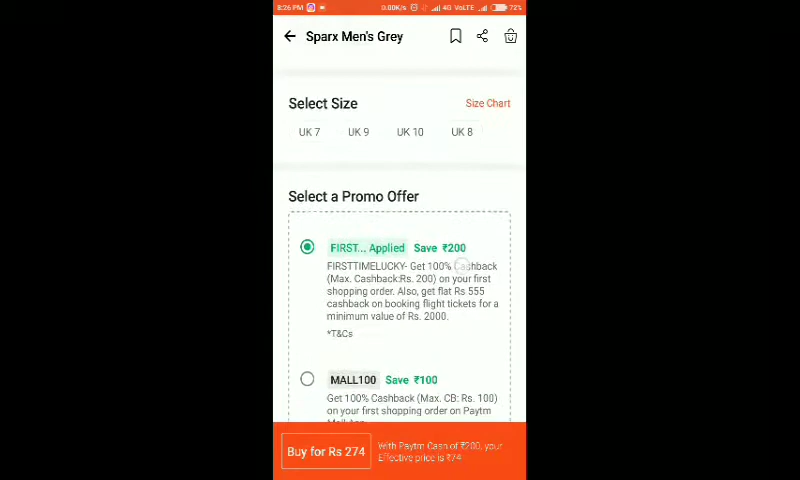 8:26 PM 0.00K/s 4G VoLTE 72%
Sparx Men's Grey
Select Size Size Chart
UK 7 UK 9 UK 10 UK 8
Select a Promo Offer
FIRST... Applied Save ₹200
FIRSTTIMELUCKY- Get 100% Cashback
(Max. Cashback:Rs. 200) on your first
shopping order. Also, get flat Rs 555
cashback on booking flight tickets for a
minimum value of Rs. 2000.
*T&Cs
MALL100 Save ₹100
Get 100% Cashback (Max. CB: Rs. 100)
on your first shopping order on Paytm
Mall App
Buy for Rs 274
With Paytm Cash of ₹200, your
Effective price is ₹74